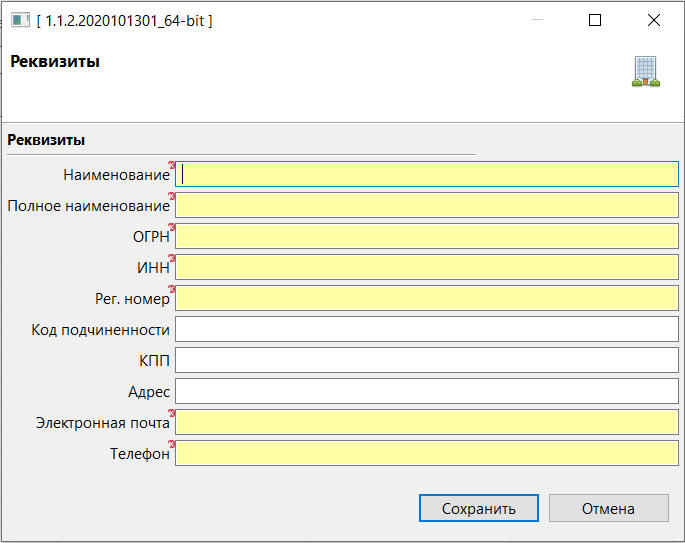 [ 1.1.2.2020101301_64-bit ]
Реквизиты
Реквизиты
Наименование
Полное наименование
ОГРН
ИНН
Рег. номер
Код подчиненности
КПП
Адрес
Электронная почта
Телефон
Сохранить Отмена